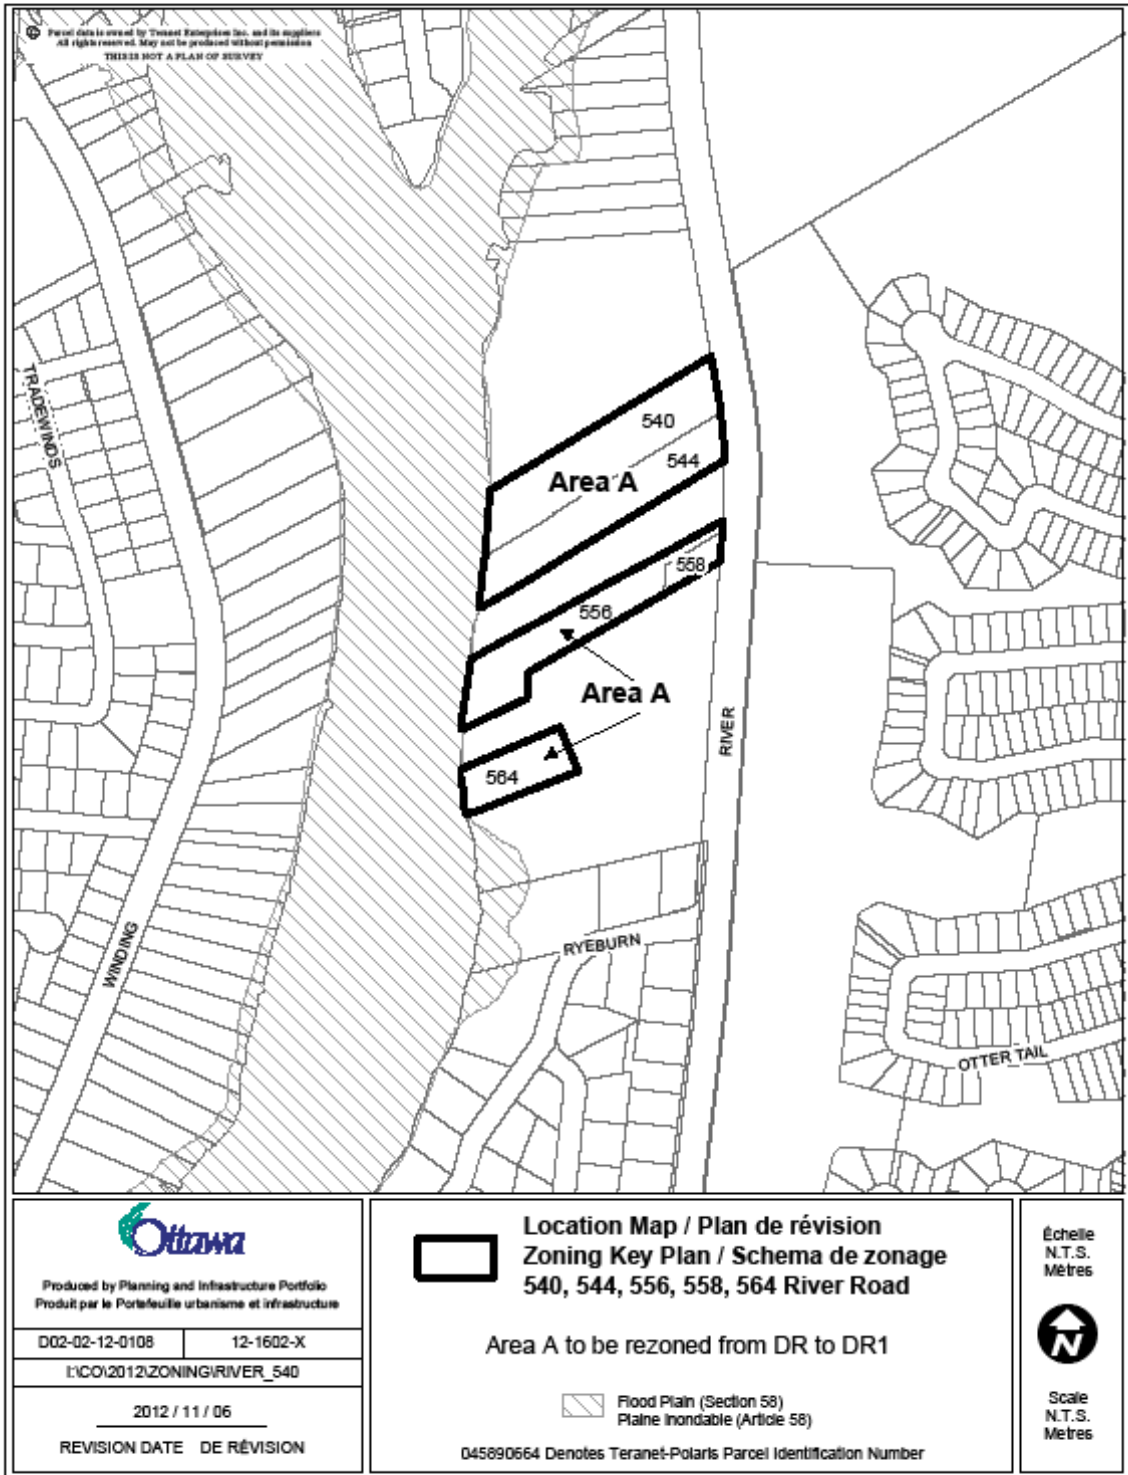 Parcel data is owned by Teranet Enterprises Inc. and its suppliers
All rights reserved. May not be produced without permission
THIS IS NOT A PLAN OF SURVEY
TRADEWINDS
540
544
Area A
558
556
Area A
RIVER
564
WINDING
RYEBURN
OTTER TAIL
Ottawa
Produced by Planning and Infrastructure Portfolio
Produit par le Portefeuille urbanisme et infrastructure
D02-02-12-0108
12-1602-X
I:\CO\2012\ZONING\RIVER_540
2012 / 11 / 06
REVISION DATE DE RÉVISION
Location Map / Plan de révision
Zoning Key Plan / Schema de zonage
540, 544, 556, 558, 564 River Road
Area A to be rezoned from DR to DR1
Flood Plain (Section 58)
Plaine Inondable (Article 58)
045890664 Denotes Teranet-Polaris Parcel Identification Number
Échelle
N.T.S.
Mètres
N
Scale
N.T.S.
Metres